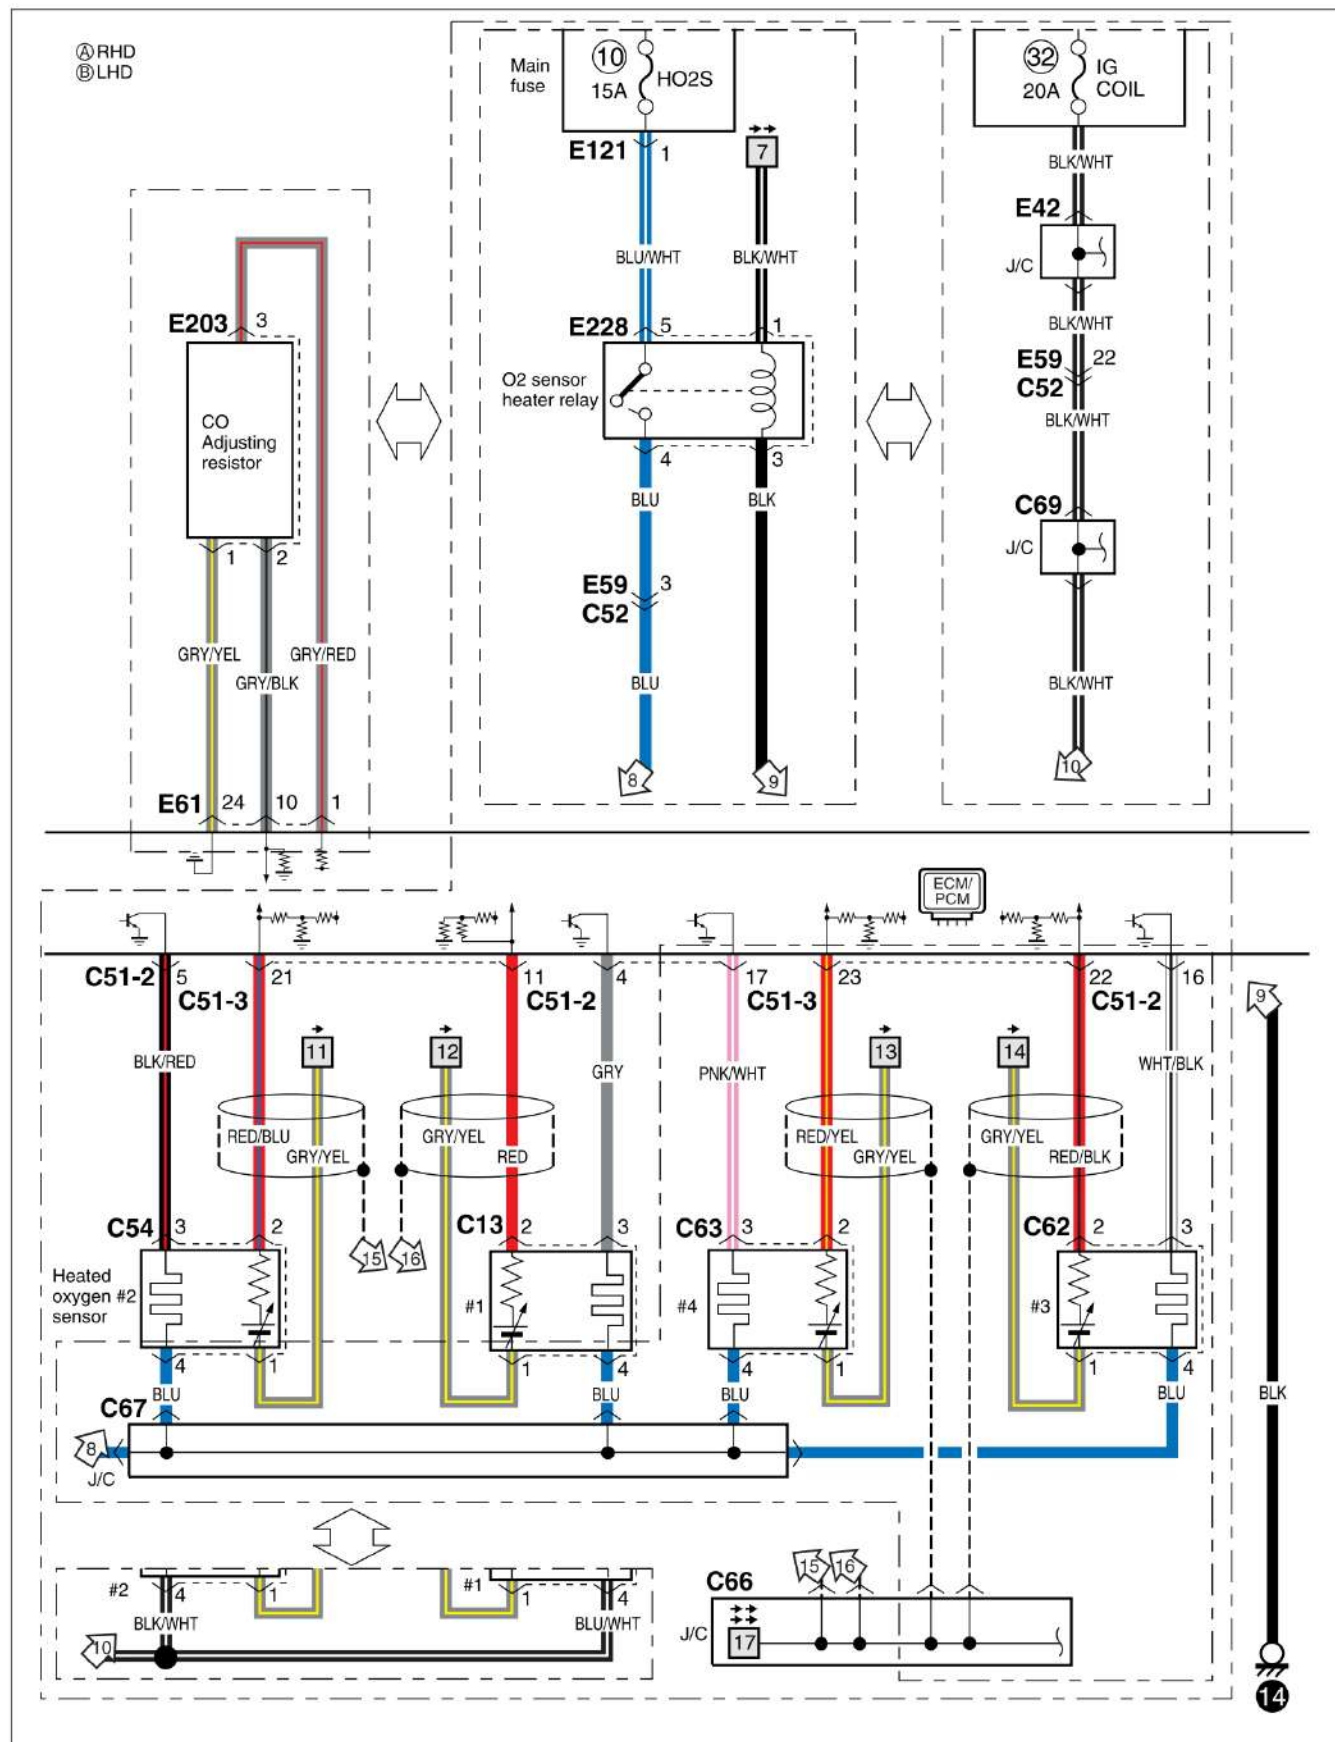 Ⓐ RHD
Ⓑ LHD
Main
fuse
10
15A
HO2S
32
20A
IG
COIL
E121
1
7
BLK/WHT
E42
J/C
BLU/WHT
BLK/WHT
BLK/WHT
E203
3
E228
5
1
E59
22
C52
O2 sensor
heater relay
BLK/WHT
CO
Adjusting
resistor
4
3
BLU
BLK
C69
J/C
1
2
E59
3
C52
GRY/YEL
GRY/RED
GRY/BLK
BLU
BLK/WHT
8
9
10
E61
24
10
1
ECM/
PCM
C51-2
5
21
11
4
17
23
22
16
C51-3
C51-2
C51-3
C51-2
9
11
12
13
14
BLK/RED
GRY
PNK/WHT
WHT/BLK
RED/BLU
GRY/YEL
RED/YEL
GRY/YEL
GRY/YEL
RED
GRY/YEL
RED/BLK
C54
3
2
C13
2
3
C63
3
2
C62
2
3
15
16
Heated
oxygen #2
sensor
#1
#4
#3
4
1
1
4
4
1
1
4
BLU
BLU
BLU
BLU
BLK
C67
8
J/C
#2
4
1
#1
1
4
BLK/WHT
BLU/WHT
10
15
16
C66
J/C
17
14